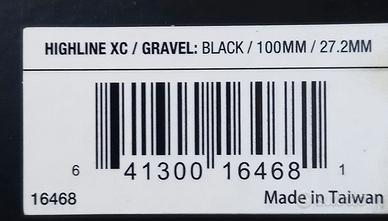 HIGHLINE XC / GRAVEL: BLACK / 100MM / 27.2MM
6 41300 16468 1
16468 Made in Taiwan